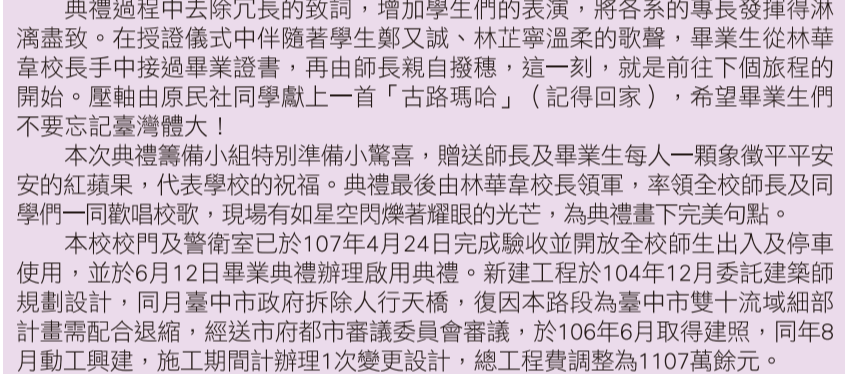 典禮過程中去除冗長的致詞，增加學生們的表演，將各系的專長發揮得淋
漓盡致。在授證儀式中伴隨著學生鄭又誠、林芷寧溫柔的歌聲，畢業生從林華
韋校長手中接過畢業證書，再由師長親自撥穗，這一刻，就是前往下個旅程的
開始。壓軸由原民社同學獻上一首「古路瑪哈」（記得回家），希望畢業生們
不要忘記臺灣體大！
本次典禮籌備小組特別準備小驚喜，贈送師長及畢業生每人一顆象徵平平安
安的紅蘋果，代表學校的祝福。典禮最後由林華韋校長領軍，率領全校師長及同
學們一同歡唱校歌，現場有如星空閃爍著耀眼的光芒，為典禮畫下完美句點。
本校校門及警衛室已於107年4月24日完成驗收並開放全校師生出入及停車
使用，並於6月12日畢業典禮辦理啟用典禮。新建工程於104年12月委託建築師
規劃設計，同月臺中市政府拆除人行天橋，復因本路段為臺中市雙十流域細部
計畫需配合退縮，經送市府都市審議委員會審議，於106年6月取得建照，同年8
月動工興建，施工期間計辦理1次變更設計，總工程費調整為1107萬餘元。